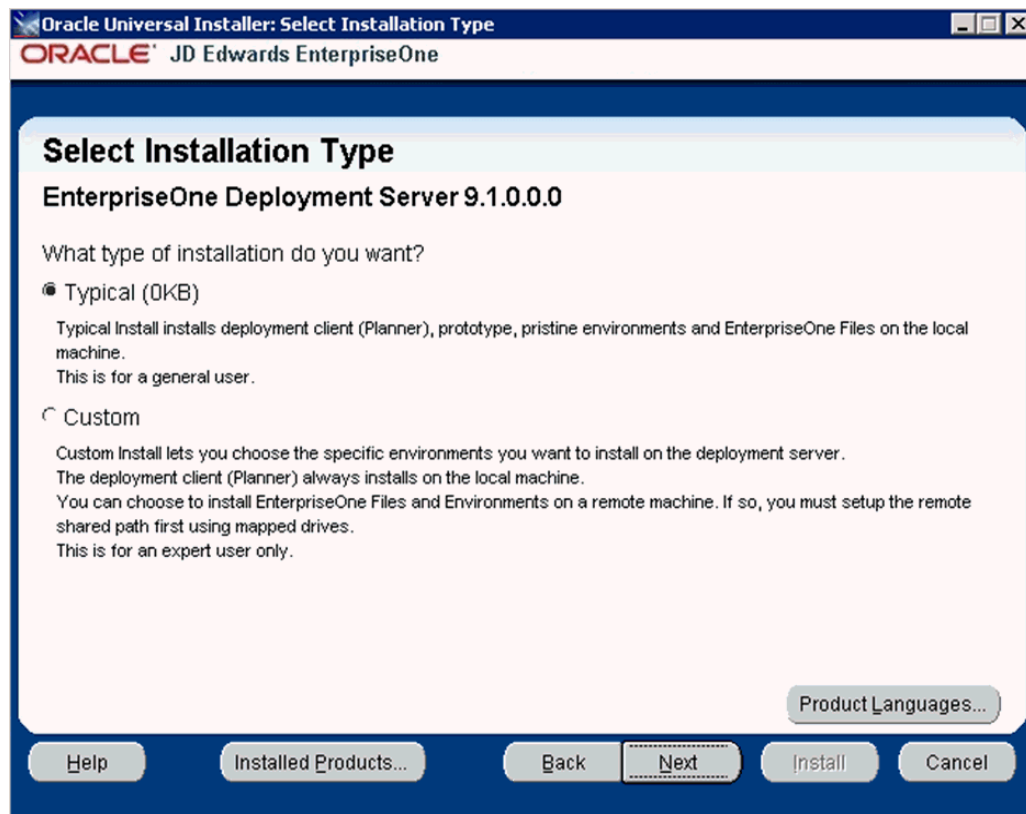 Oracle Universal Installer: Select Installation Type
ORACLE JD Edwards EnterpriseOne
Select Installation Type
EnterpriseOne Deployment Server 9.1.0.0.0
What type of installation do you want?
Typical (0KB)
Typical Install installs deployment client (Planner), prototype, pristine environments and EnterpriseOne Files on the local
machine.
This is for a general user.
Custom
Custom Install lets you choose the specific environments you want to install on the deployment server.
The deployment client (Planner) always installs on the local machine.
You can choose to install EnterpriseOne Files and Environments on a remote machine. If so, you must setup the remote
shared path first using mapped drives.
This is for an expert user only.
Product Languages...
Help Installed Products... Back Next Install Cancel